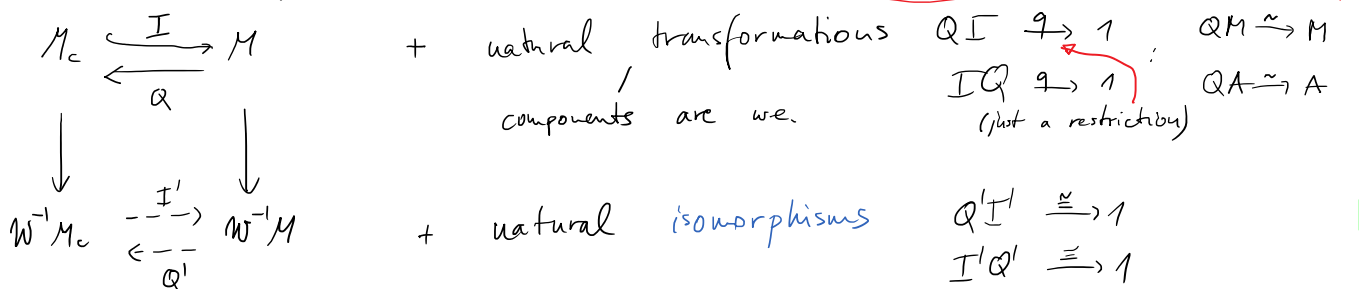 M_c ⇄ M (I, Q) + natural transformations QI ⇒^q 1 : QM →^~ M
IQ ⇒^q 1 QA →^~ A
components are we. (just a restriction)
W^{-1}M_c ⇄ W^{-1}M (I', Q') + natural isomorphisms Q'I' ⇒^≅ 1
I'Q' ⇒^≅ 1